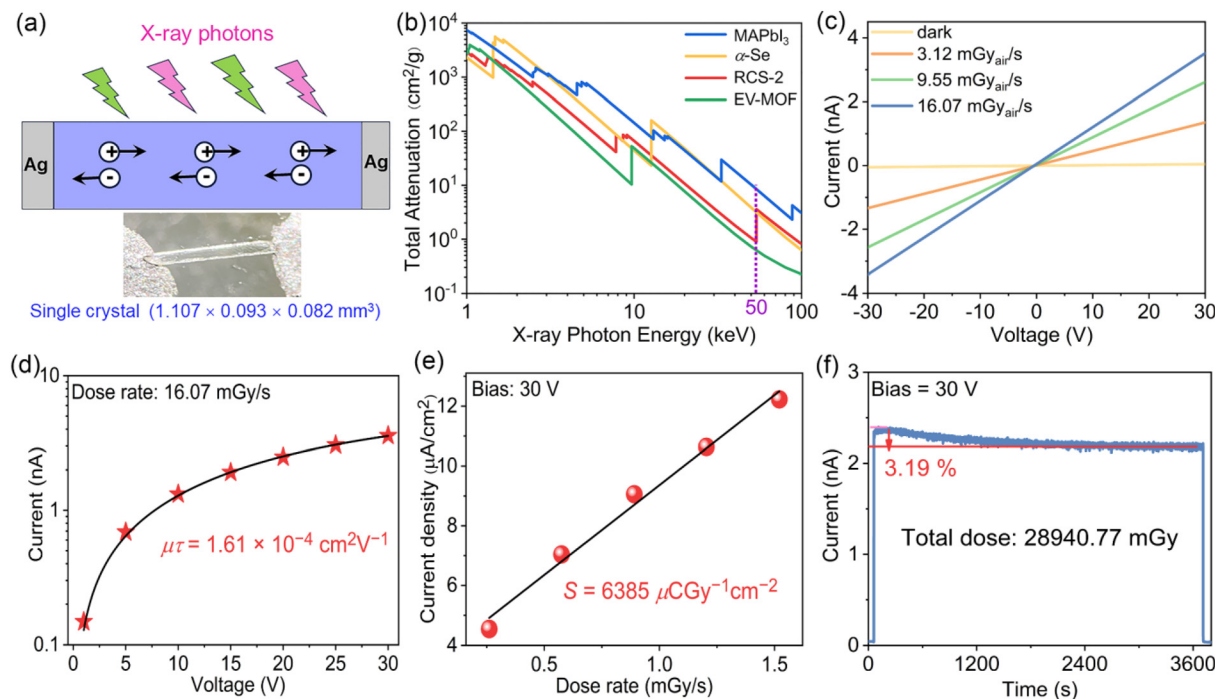 (a)
X-ray photons
Ag
+ + +
- - -
Ag
Single crystal (1.107 × 0.093 × 0.082 mm³)
(b)
Total Attenuation (cm²/g)
10⁴
10³
10²
10¹
10⁰
10⁻¹
MAPbI₃
α-Se
RCS-2
EV-MOF
1 10 50 100
X-ray Photon Energy (keV)
(c)
Current (nA)
4
2
0
-2
-4
dark
3.12 mGyair/s
9.55 mGyair/s
16.07 mGyair/s
-30 -20 -10 0 10 20 30
Voltage (V)
(d)
Current (nA)
10
1
0.1
Dose rate: 16.07 mGy/s
μτ = 1.61 × 10⁻⁴ cm²V⁻¹
0 5 10 15 20 25 30
Voltage (V)
(e)
Current density (μA/cm²)
12
10
8
6
4
Bias: 30 V
S = 6385 μCGy⁻¹cm⁻²
0.5 1.0 1.5
Dose rate (mGy/s)
(f)
Current (nA)
3
2
1
0
Bias = 30 V
3.19 %
Total dose: 28940.77 mGy
0 1200 2400 3600
Time (s)